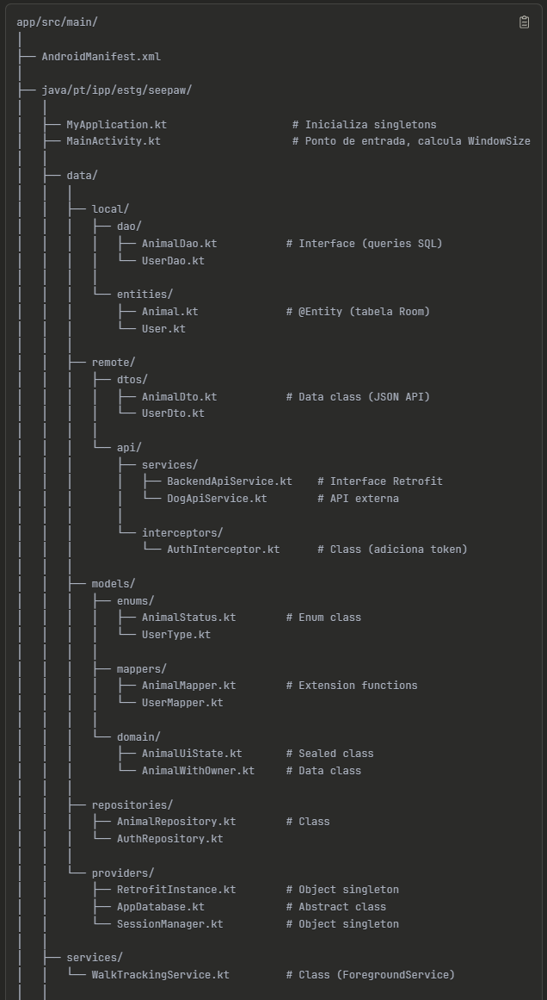 app/src/main/
│
├── AndroidManifest.xml
│
├── java/pt/ipp/estg/seepaw/
│   │
│   ├── MyApplication.kt                    # Inicializa singletons
│   ├── MainActivity.kt                     # Ponto de entrada, calcula WindowSize
│   │
│   ├── data/
│   │   │
│   │   ├── local/
│   │   │   ├── dao/
│   │   │   │   ├── AnimalDao.kt           # Interface (queries SQL)
│   │   │   │   └── UserDao.kt
│   │   │   │
│   │   │   └── entities/
│   │   │       ├── Animal.kt              # @Entity (tabela Room)
│   │   │       └── User.kt
│   │   │
│   │   ├── remote/
│   │   │   ├── dtos/
│   │   │   │   ├── AnimalDto.kt           # Data class (JSON API)
│   │   │   │   └── UserDto.kt
│   │   │   │
│   │   │   └── api/
│   │   │       ├── services/
│   │   │       │   ├── BackendApiService.kt    # Interface Retrofit
│   │   │       │   └── DogApiService.kt        # API externa
│   │   │       │
│   │   │       └── interceptors/
│   │   │           └── AuthInterceptor.kt      # Class (adiciona token)
│   │   │
│   │   ├── models/
│   │   │   ├── enums/
│   │   │   │   ├── AnimalStatus.kt        # Enum class
│   │   │   │   └── UserType.kt
│   │   │   │
│   │   │   ├── mappers/
│   │   │   │   ├── AnimalMapper.kt        # Extension functions
│   │   │   │   └── UserMapper.kt
│   │   │   │
│   │   │   └── domain/
│   │   │       ├── AnimalUiState.kt       # Sealed class
│   │   │       └── AnimalWithOwner.kt     # Data class
│   │   │
│   │   ├── repositories/
│   │   │   ├── AnimalRepository.kt        # Class
│   │   │   └── AuthRepository.kt
│   │   │
│   │   └── providers/
│   │       ├── RetrofitInstance.kt        # Object singleton
│   │       ├── AppDatabase.kt             # Abstract class
│   │       └── SessionManager.kt          # Object singleton
│   │
│   ├── services/
│   │   └── WalkTrackingService.kt         # Class (ForegroundService)
│   │